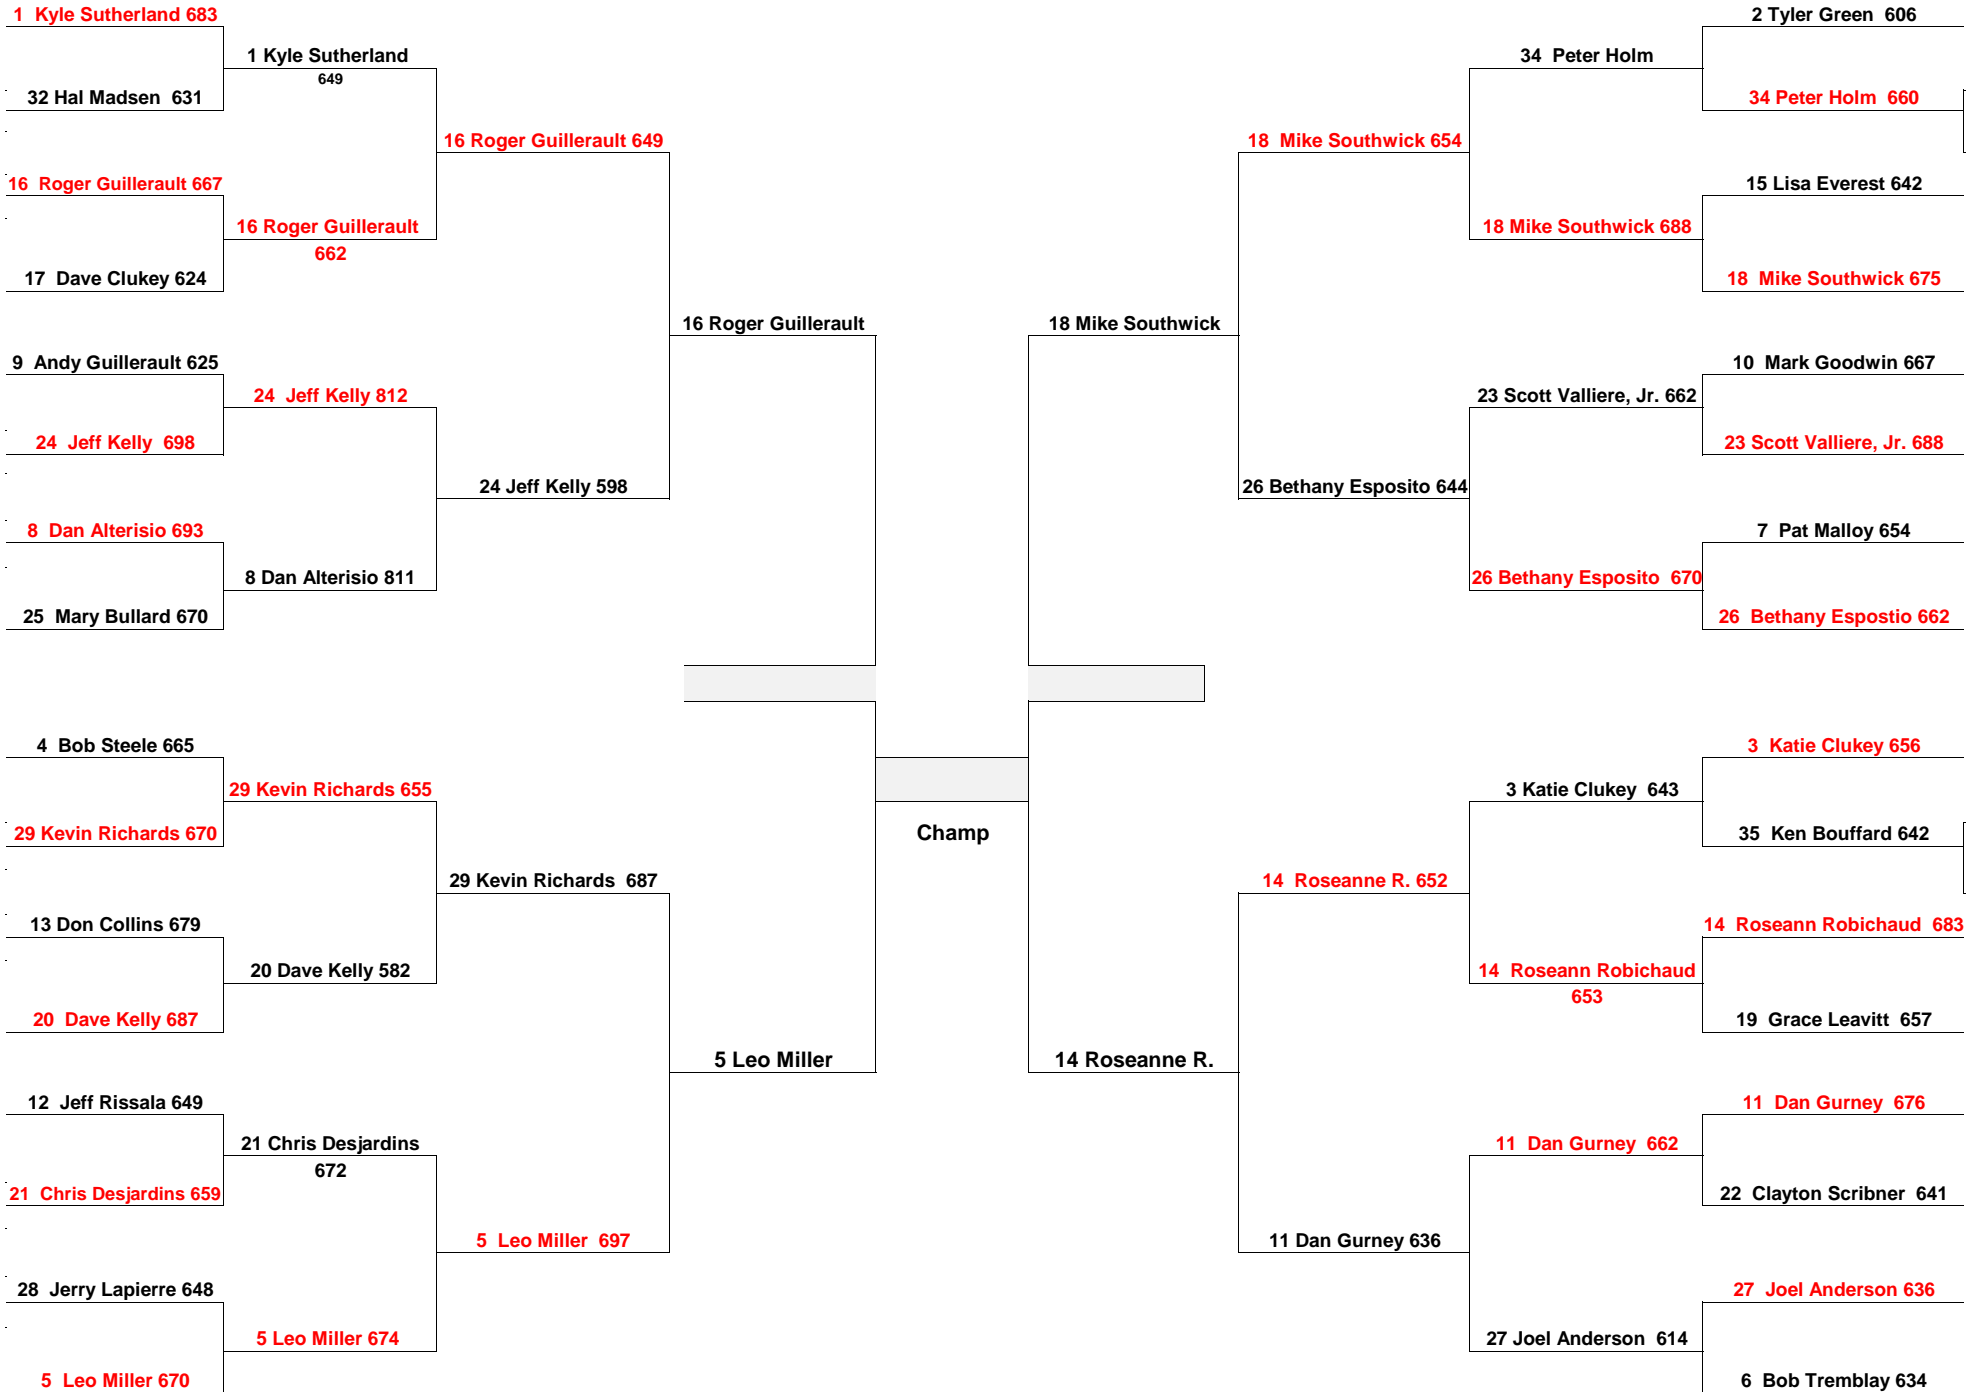 1 Kyle Sutherland 683
2 Tyler Green 606
1 Kyle Sutherland
649
34 Peter Holm
32 Hal Madsen 631
34 Peter Holm 660
16 Roger Guillerault 649
18 Mike Southwick 654
16 Roger Guillerault 667
15 Lisa Everest 642
16 Roger Guillerault
662
18 Mike Southwick 688
17 Dave Clukey 624
18 Mike Southwick 675
16 Roger Guillerault
18 Mike Southwick
9 Andy Guillerault 625
10 Mark Goodwin 667
24 Jeff Kelly 812
23 Scott Valliere, Jr. 662
24 Jeff Kelly 698
23 Scott Valliere, Jr. 688
24 Jeff Kelly 598
26 Bethany Esposito 644
8 Dan Alterisio 693
7 Pat Malloy 654
8 Dan Alterisio 811
26 Bethany Esposito 670
25 Mary Bullard 670
26 Bethany Espostio 662
4 Bob Steele 665
3 Katie Clukey 656
29 Kevin Richards 655
3 Katie Clukey 643
29 Kevin Richards 670
Champ
35 Ken Bouffard 642
29 Kevin Richards 687
14 Roseanne R. 652
13 Don Collins 679
14 Roseann Robichaud 683
20 Dave Kelly 582
14 Roseann Robichaud
653
20 Dave Kelly 687
19 Grace Leavitt 657
5 Leo Miller
14 Roseanne R.
12 Jeff Rissala 649
11 Dan Gurney 676
21 Chris Desjardins
672
11 Dan Gurney 662
21 Chris Desjardins 659
22 Clayton Scribner 641
5 Leo Miller 697
11 Dan Gurney 636
28 Jerry Lapierre 648
27 Joel Anderson 636
5 Leo Miller 674
27 Joel Anderson 614
5 Leo Miller 670
6 Bob Tremblay 634